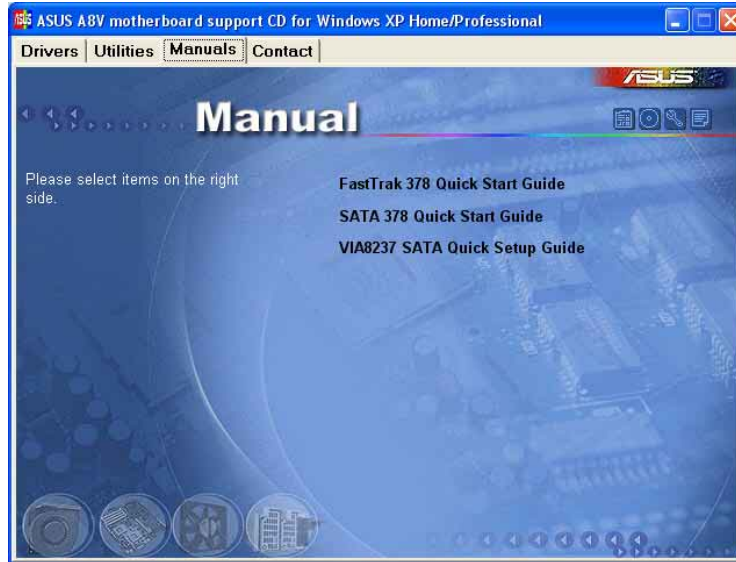 ASUS A8V motherboard support CD for Windows XP Home/Professional
Drivers Utilities Manuals Contact
ASUS
Manual
Please select items on the right
side.
FastTrak 378 Quick Start Guide
SATA 378 Quick Start Guide
VIA8237 SATA Quick Setup Guide